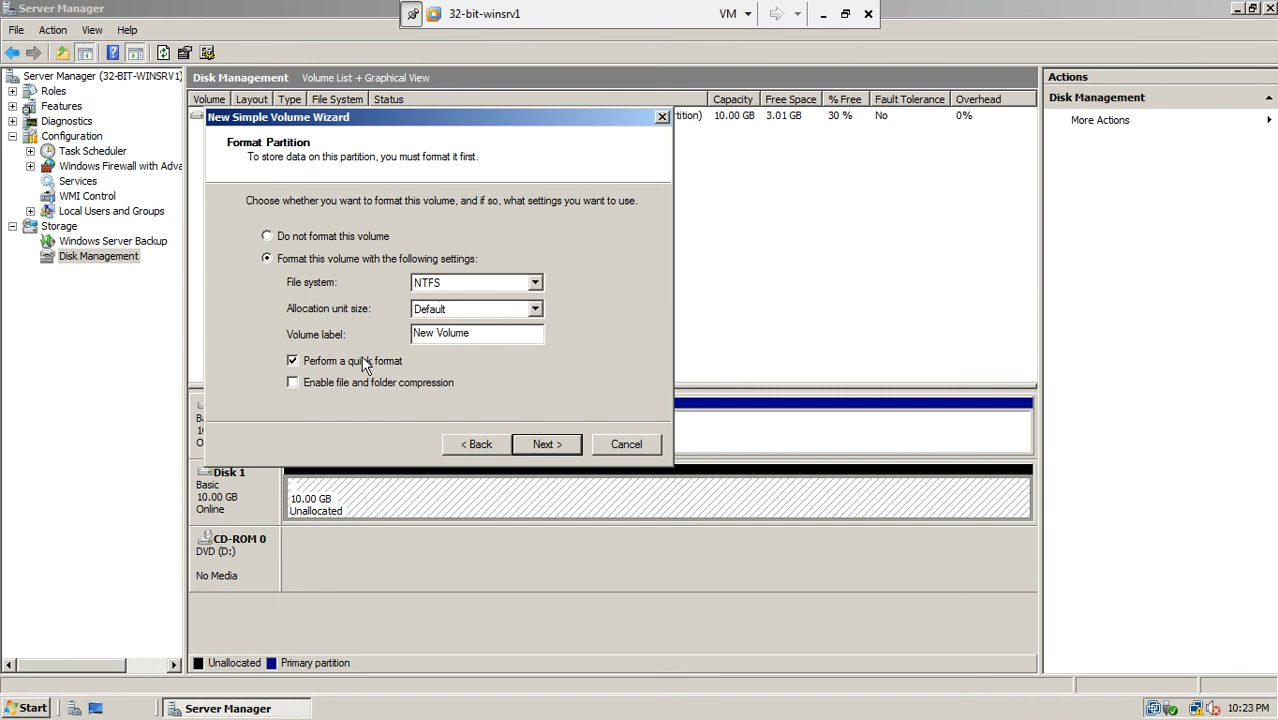 Server Manager
32-bit-winsrv1
VM
File Action View Help
Server Manager (32-BIT-WINSRV1)
Roles
Features
Diagnostics
Configuration
Task Scheduler
Windows Firewall with Adva
Services
WMI Control
Local Users and Groups
Storage
Windows Server Backup
Disk Management
Disk Management Volume List + Graphical View
Volume Layout Type File System Status Capacity Free Space % Free Fault Tolerance Overhead
tition) 10.00 GB 3.01 GB 30 % No 0%
New Simple Volume Wizard
Format Partition
To store data on this partition, you must format it first.
Choose whether you want to format this volume, and if so, what settings you want to use.
Do not format this volume
Format this volume with the following settings:
File system: NTFS
Allocation unit size: Default
Volume label: New Volume
Perform a quick format
Enable file and folder compression
< Back Next > Cancel
Ba
10
O
Disk 1
Basic
10.00 GB
Online
10.00 GB
Unallocated
CD-ROM 0
DVD (D:)
No Media
Unallocated Primary partition
Actions
Disk Management
More Actions
Start Server Manager 10:23 PM